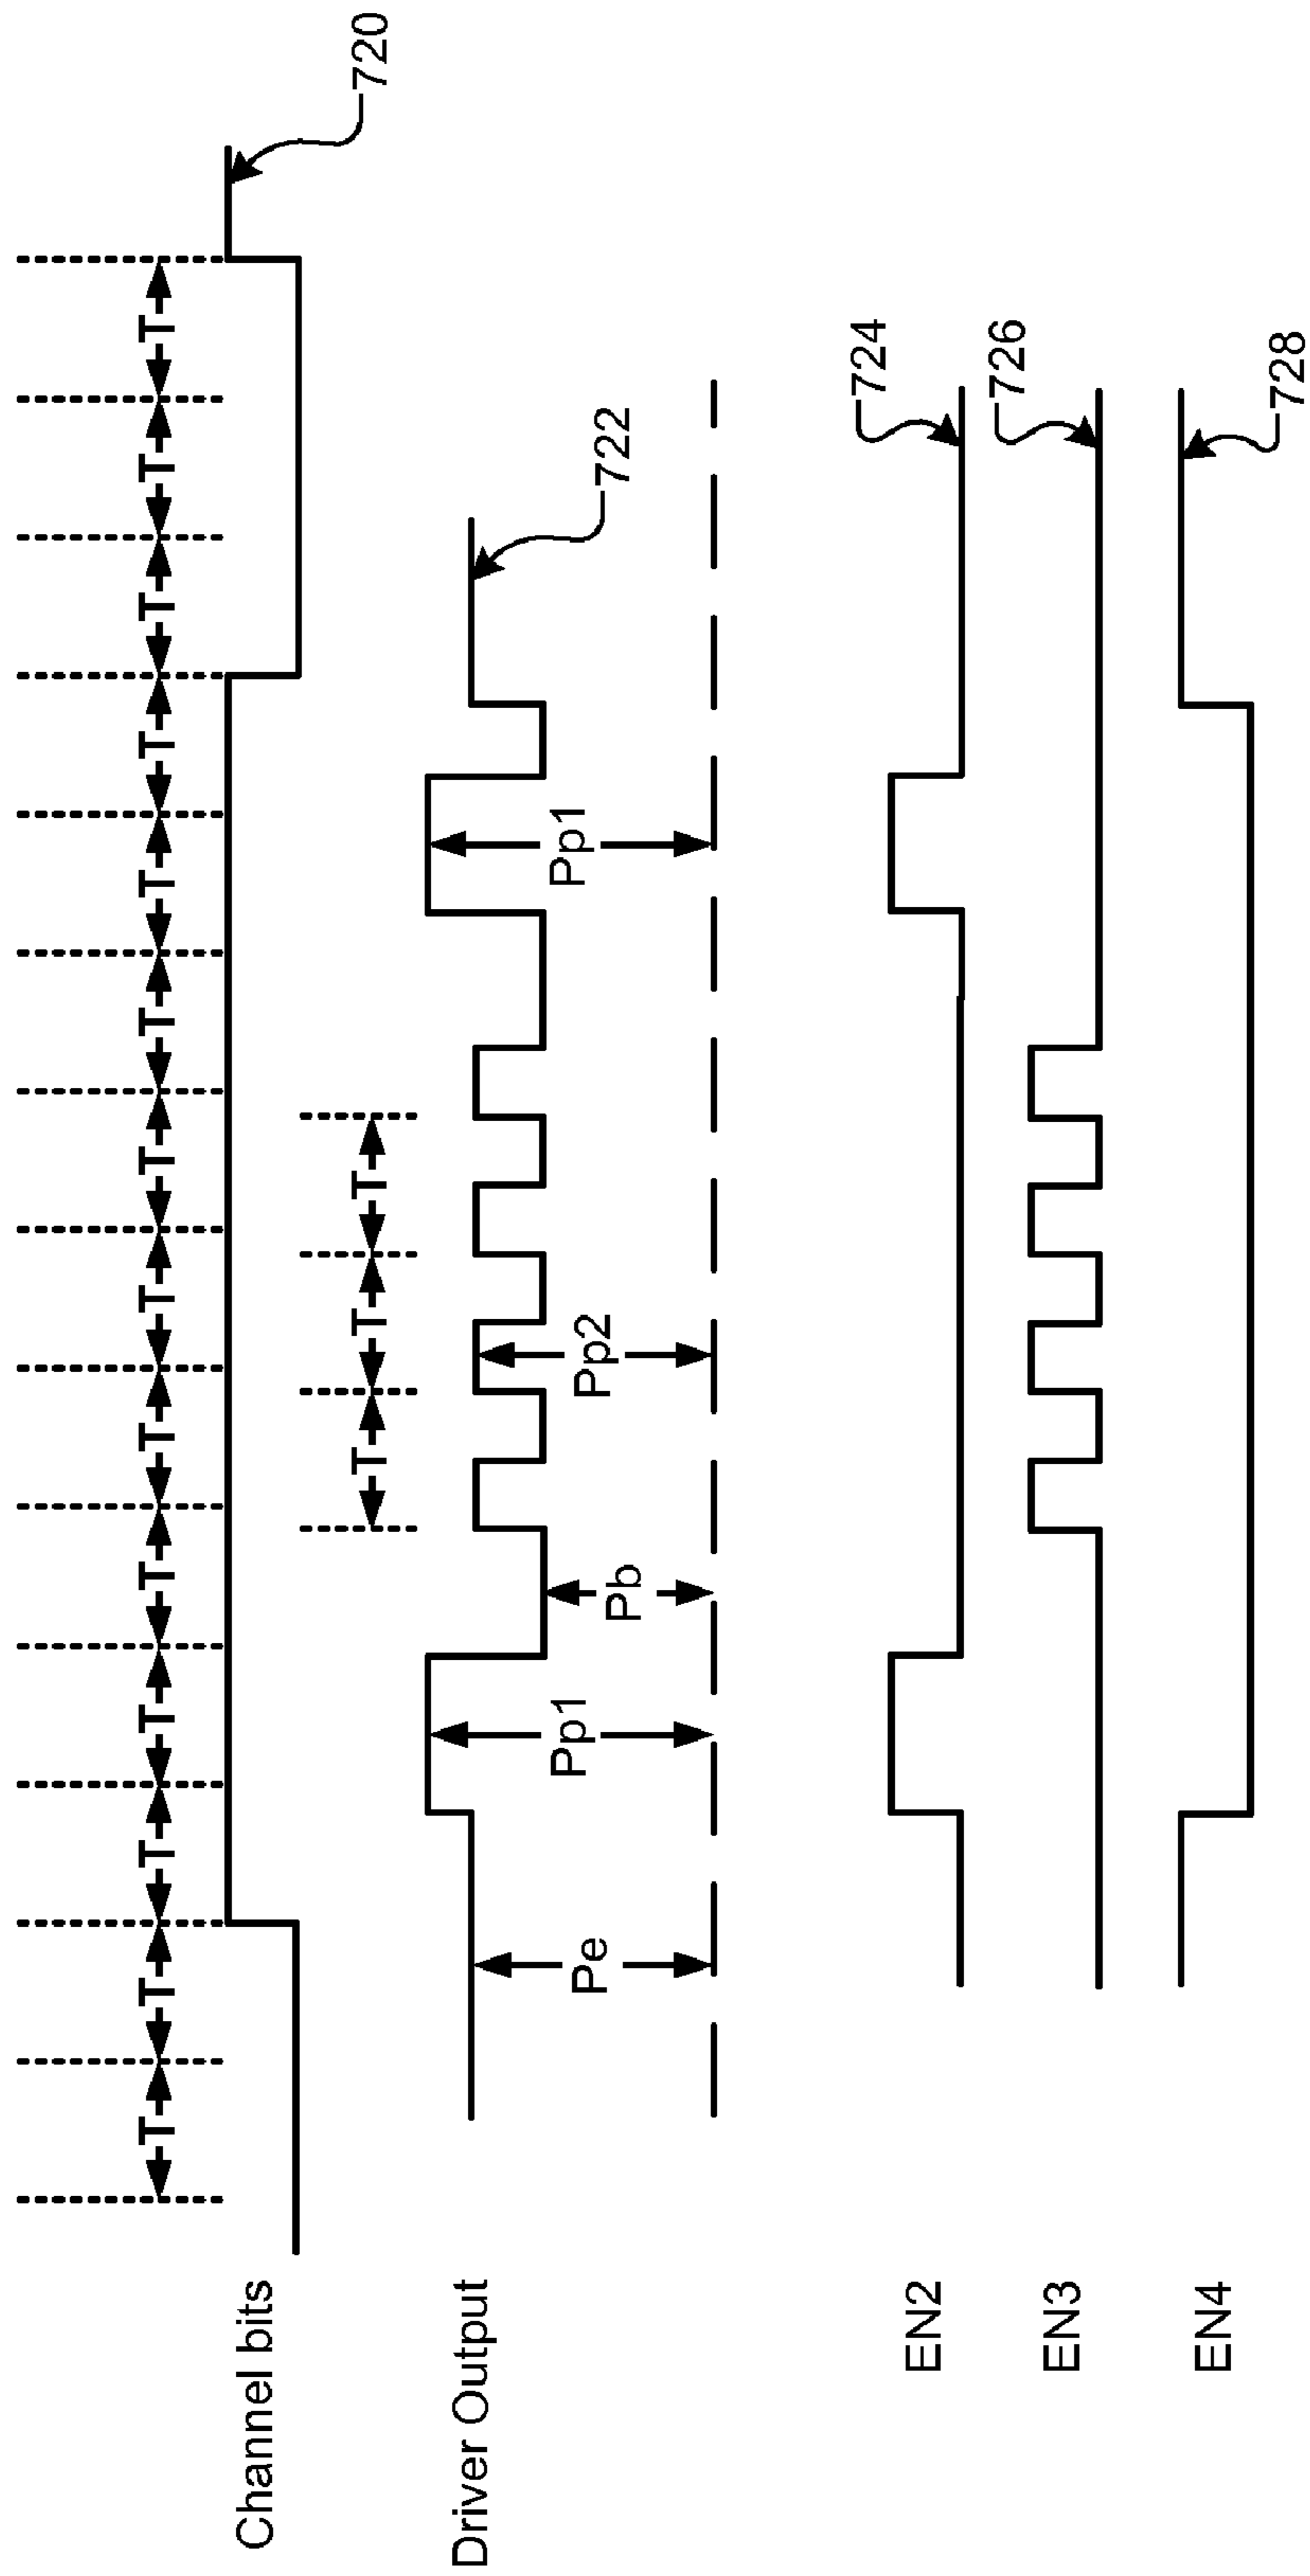 T T T T T T T T T T T T T T
Channel bits
720
T T T
Driver Output
Pe Pp1 Pb Pp2 Pp1
722
EN2
724
EN3
726
EN4
728